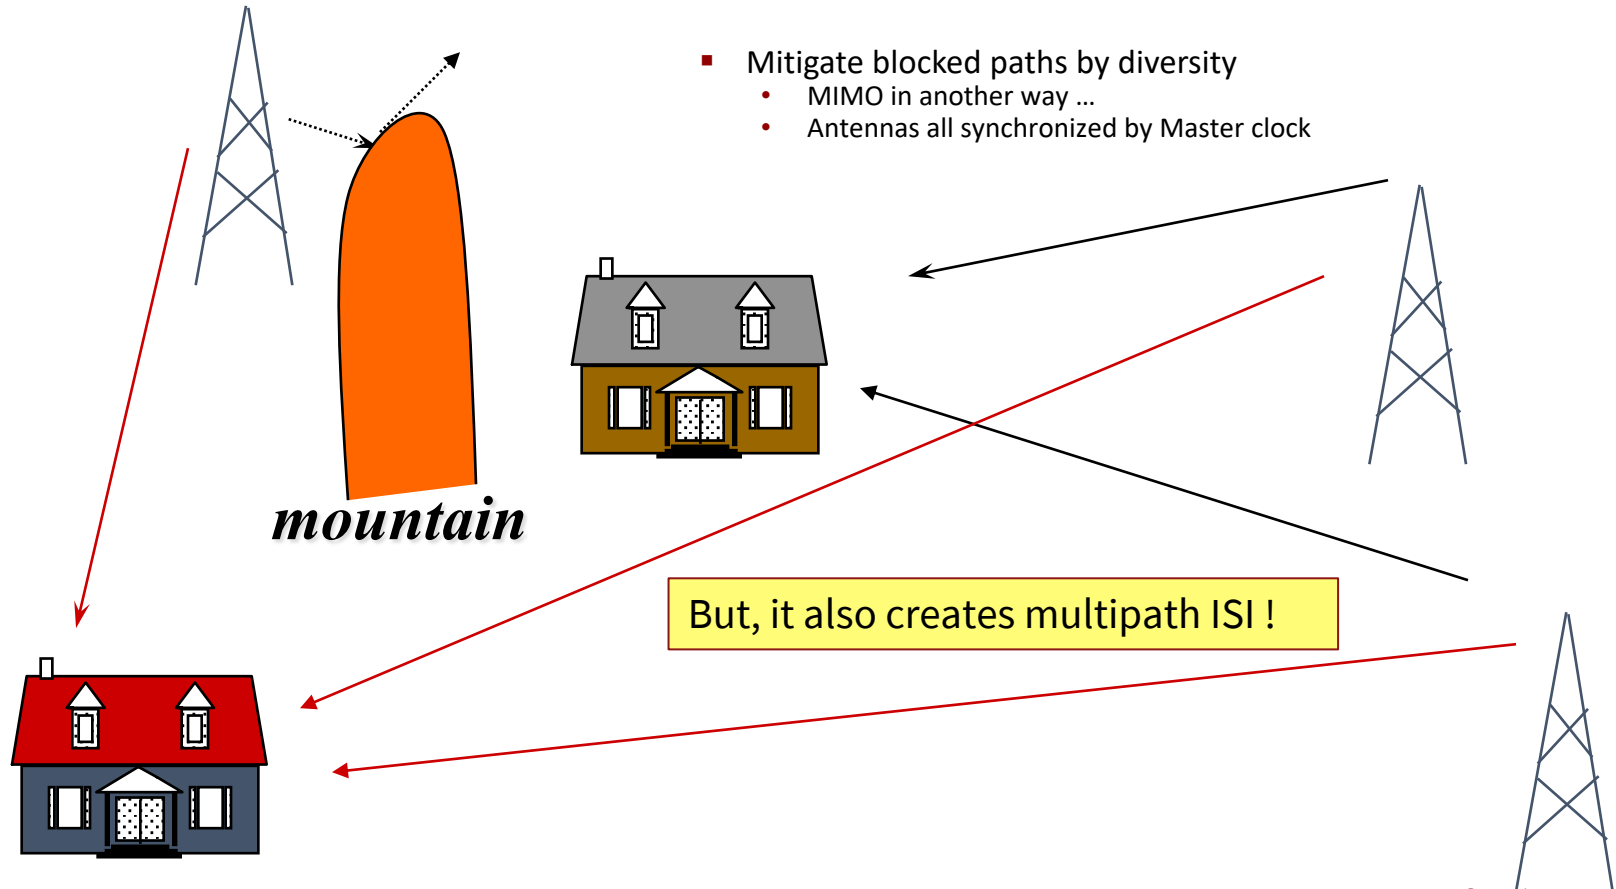 Mitigate blocked paths by diversity
MIMO in another way ...
Antennas all synchronized by Master clock
mountain
But, it also creates multipath ISI !